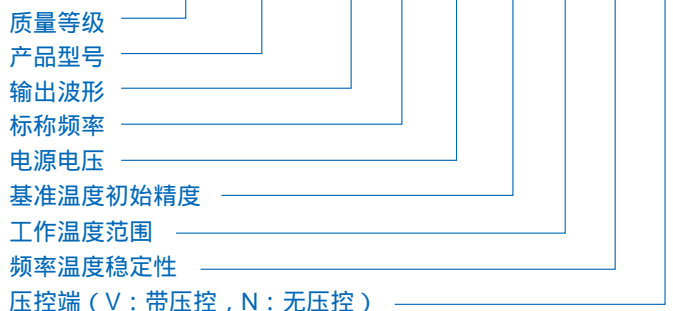 质量等级
产品型号
输出波形
标称频率
电源电压
基准温度初始精度
工作温度范围
频率温度稳定性
压控端（V：带压控，N：无压控）